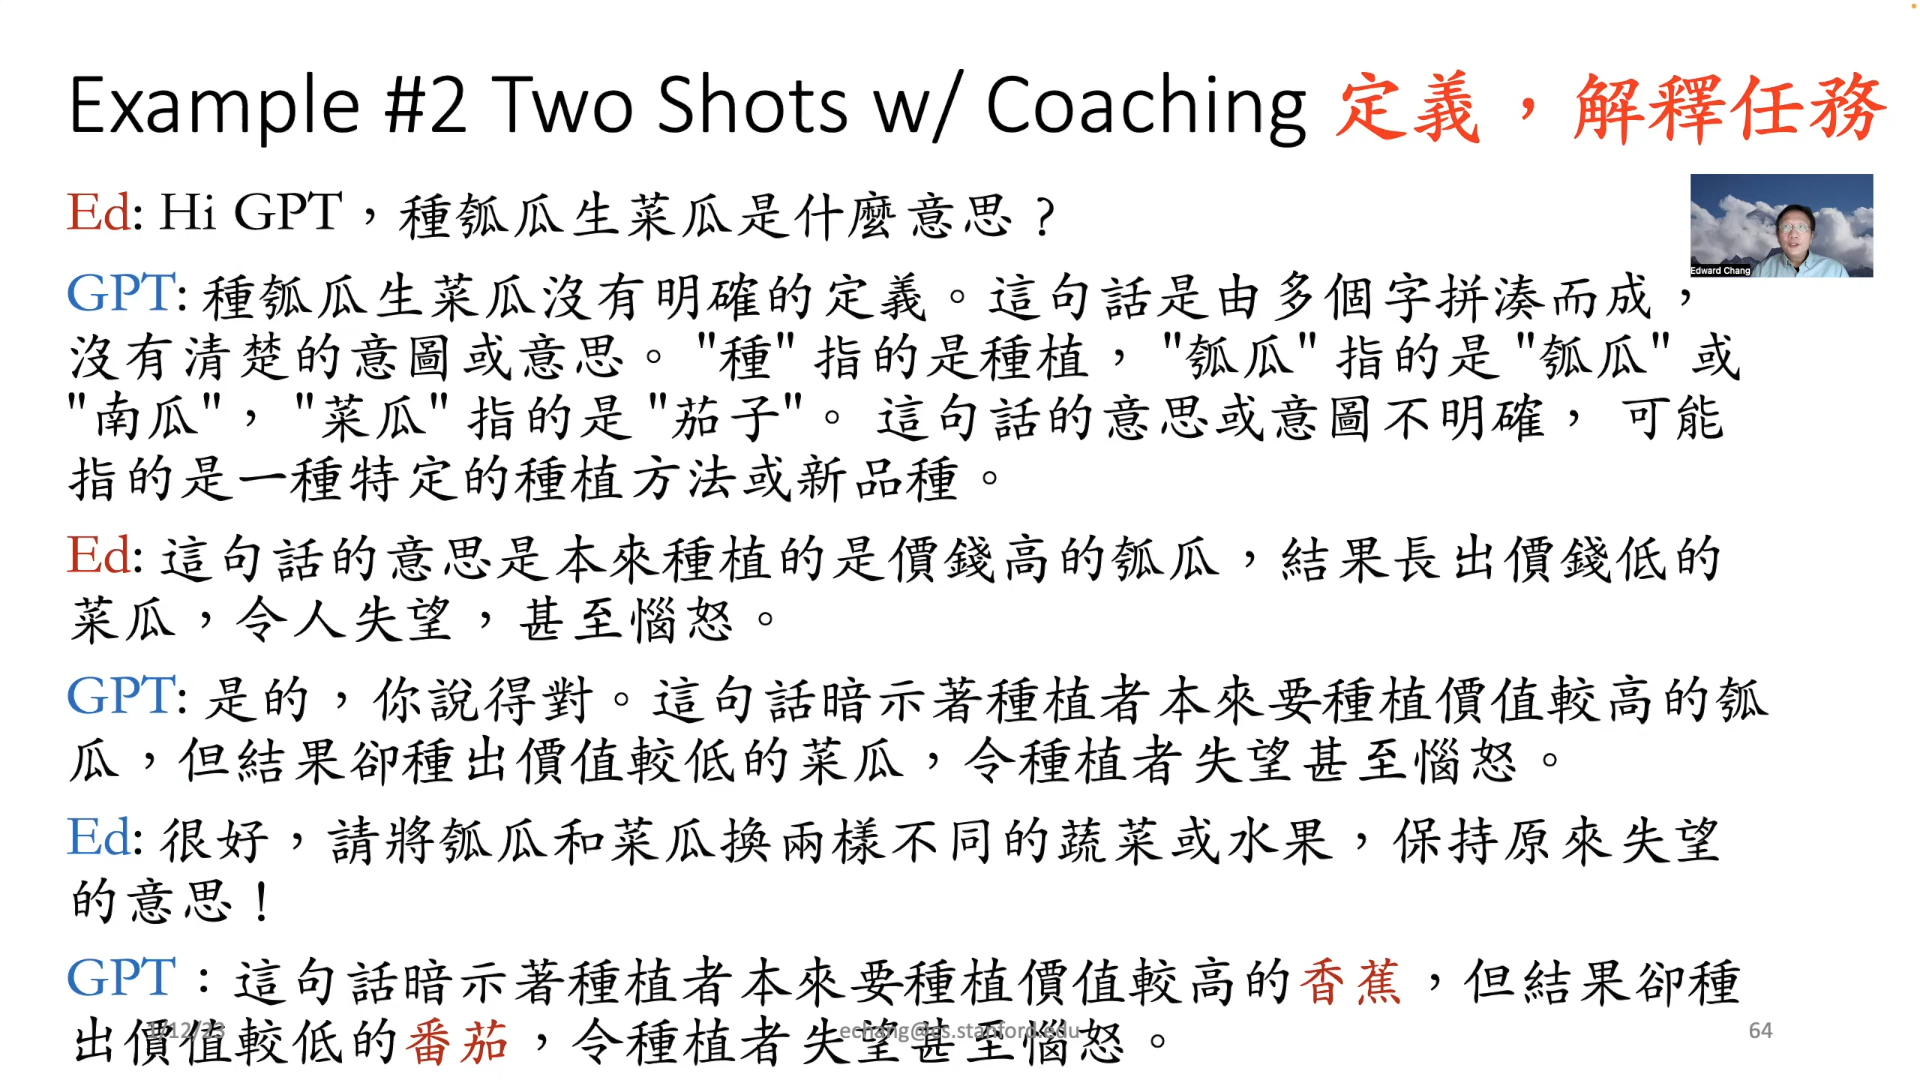 Example #2 Two Shots w/ Coaching 定義，解釋任務
Ed: Hi GPT，種瓠瓜生菜瓜是什麼意思？
Edward Chang
GPT: 種瓠瓜生菜瓜沒有明確的定義。這句話是由多個字拼湊而成，
沒有清楚的意圖或意思。 "種" 指的是種植， "瓠瓜" 指的是 "瓠瓜" 或
"南瓜"， "菜瓜" 指的是 "茄子"。 這句話的意思或意圖不明確， 可能
指的是一種特定的種植方法或新品種。
Ed: 這句話的意思是本來種植的是價錢高的瓠瓜，結果長出價錢低的
菜瓜，令人失望，甚至惱怒。
GPT: 是的，你說得對。這句話暗示著種植者本來要種植價值較高的瓠
瓜，但結果卻種出價值較低的菜瓜，令種植者失望甚至惱怒。
Ed: 很好，請將瓠瓜和菜瓜換兩樣不同的蔬菜或水果，保持原來失望
的意思！
GPT：這句話暗示著種植者本來要種植價值較高的香蕉，但結果卻種
出價值較低的番茄，令種植者失望甚至惱怒。
1/12/23
echang@cs.stanford.edu
64